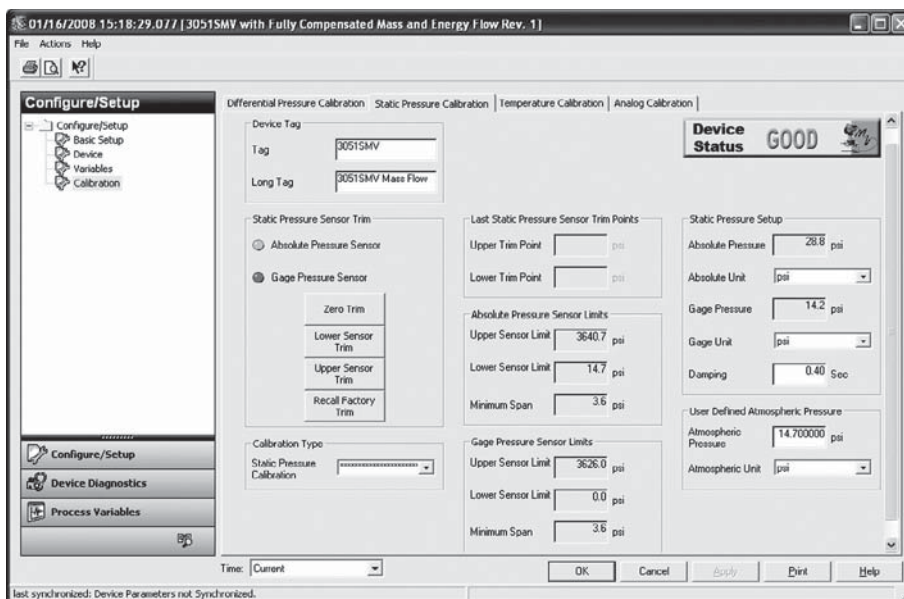 01/16/2008 15:18:29.077 [3051SMV with Fully Compensated Mass and Energy Flow Rev. 1]
File Actions Help
Configure/Setup
Configure/Setup
Basic Setup
Device
Variables
Calibration
Configure/Setup
Device Diagnostics
Process Variables
Differential Pressure Calibration Static Pressure Calibration Temperature Calibration Analog Calibration
Device Tag
Tag 3051SMV
Long Tag 3051SMV Mass Flow
Device Status GOOD
Static Pressure Sensor Trim
Absolute Pressure Sensor
Gage Pressure Sensor
Zero Trim
Lower Sensor Trim
Upper Sensor Trim
Recall Factory Trim
Calibration Type
Static Pressure Calibration
Last Static Pressure Sensor Trim Points
Upper Trim Point psi
Lower Trim Point psi
Absolute Pressure Sensor Limits
Upper Sensor Limit 3640.7 psi
Lower Sensor Limit 14.7 psi
Minimum Span 3.6 psi
Gage Pressure Sensor Limits
Upper Sensor Limit 3626.0 psi
Lower Sensor Limit 0.0 psi
Minimum Span 3.6 psi
Static Pressure Setup
Absolute Pressure 28.8 psi
Absolute Unit psi
Gage Pressure 14.2 psi
Gage Unit psi
Damping 0.40 Sec
User Defined Atmospheric Pressure
Atmospheric Pressure 14.700000 psi
Atmospheric Unit psi
Time: Current
OK Cancel Apply Print Help
last synchronized: Device Parameters not Synchronized.